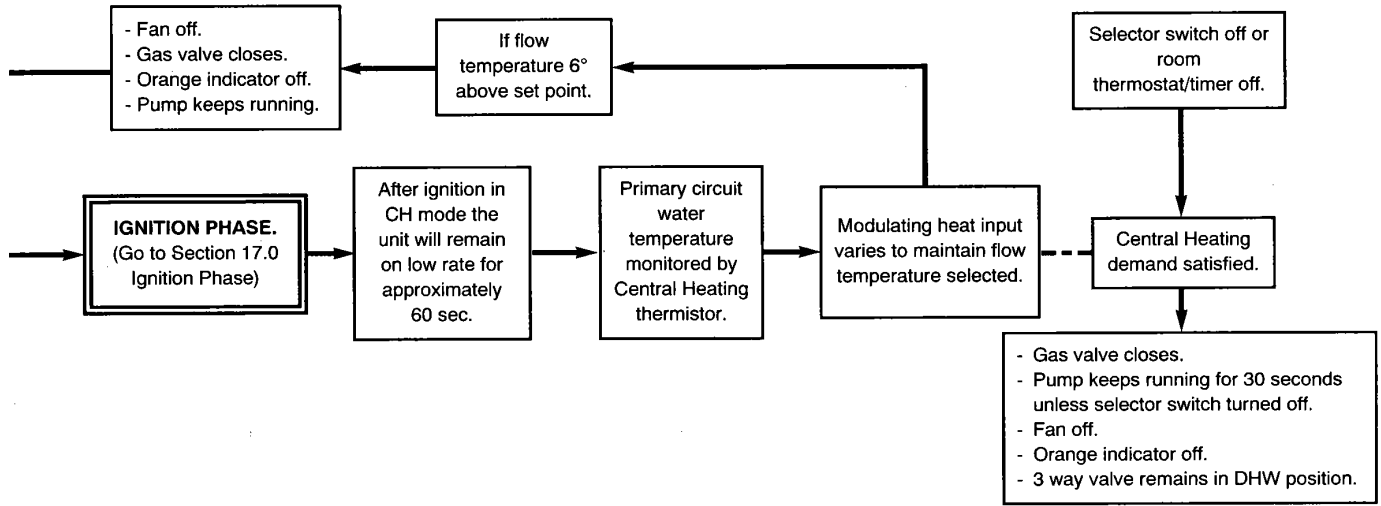 - Fan off.
- Gas valve closes.
- Orange indicator off.
- Pump keeps running.
If flow
temperature 6°
above set point.
Selector switch off or
room
thermostat/timer off.
IGNITION PHASE.
(Go to Section 17.0
Ignition Phase)
After ignition in
CH mode the
unit will remain
on low rate for
approximately
60 sec.
Primary circuit
water
temperature
monitored by
Central Heating
thermistor.
Modulating heat input
varies to maintain flow
temperature selected.
Central Heating
demand satisfied.
- Gas valve closes.
- Pump keeps running for 30 seconds
unless selector switch turned off.
- Fan off.
- Orange indicator off.
- 3 way valve remains in DHW position.